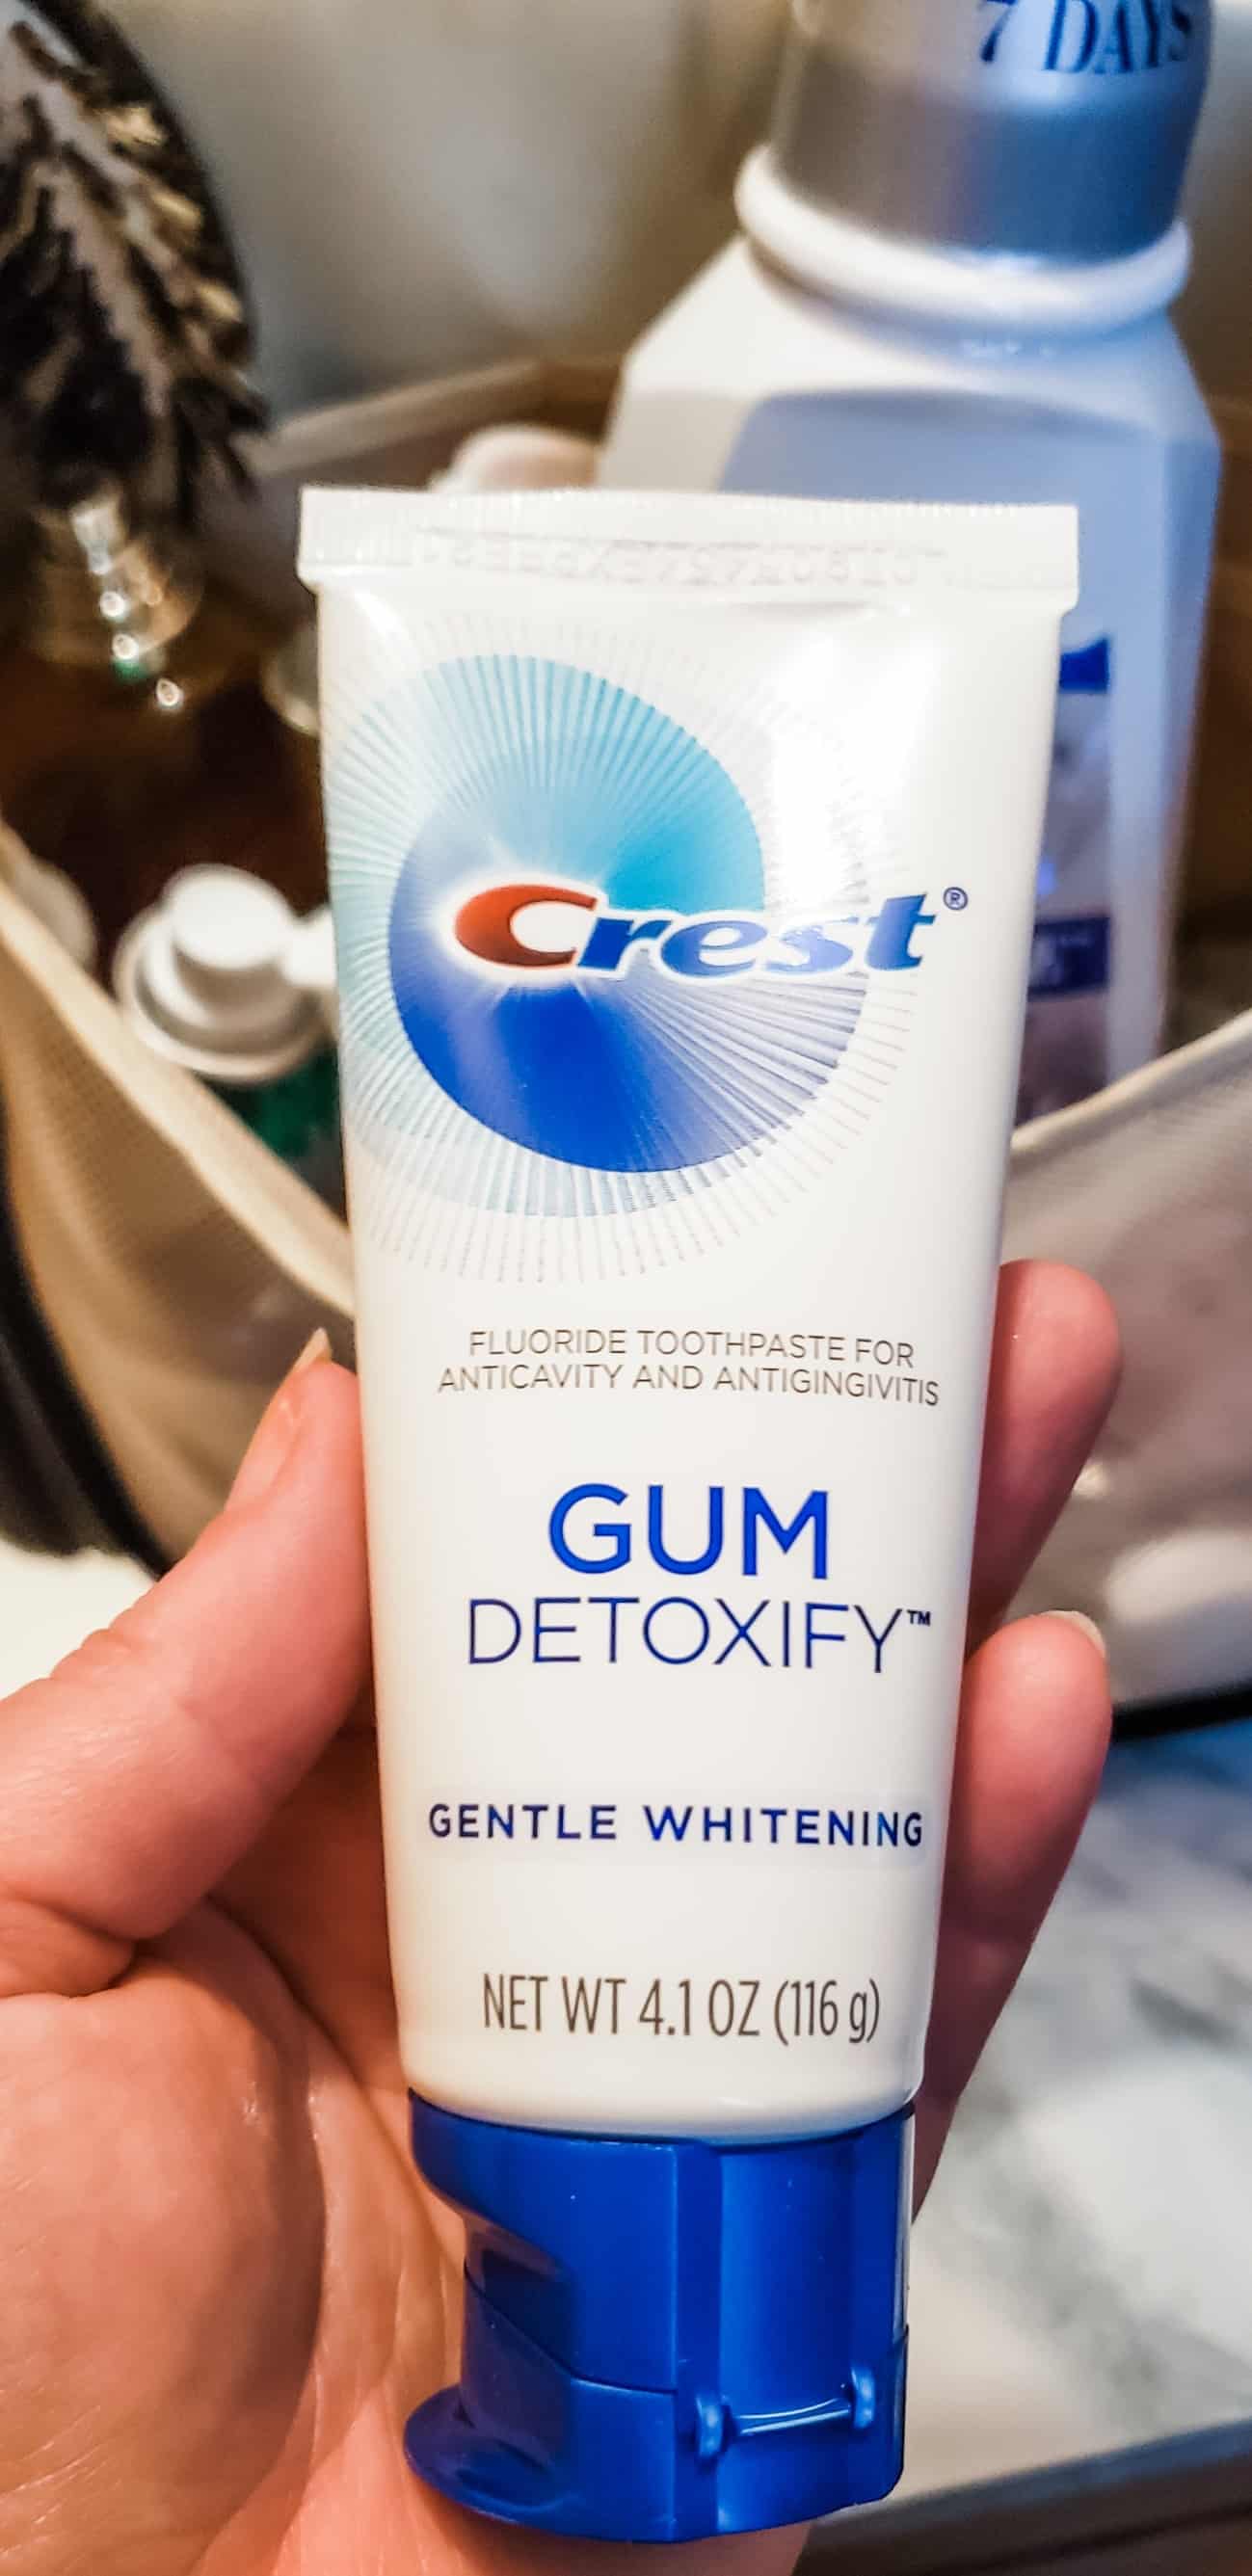 7 DAYS
Crest®
FLUORIDE TOOTHPASTE FOR
ANTICAVITY AND ANTIGINGIVITIS
GUM
DETOXIFY™
GENTLE WHITENING
NET WT 4.1 OZ (116 g)